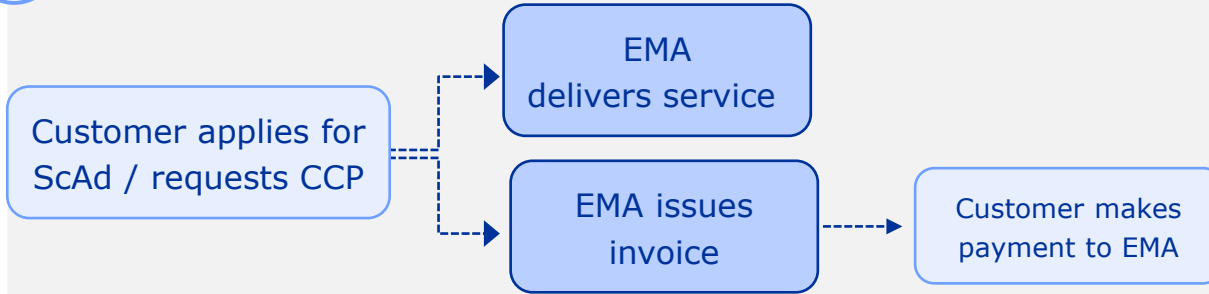 Customer applies for
ScAd / requests CCP
EMA
delivers service
EMA issues
invoice
Customer makes
payment to EMA